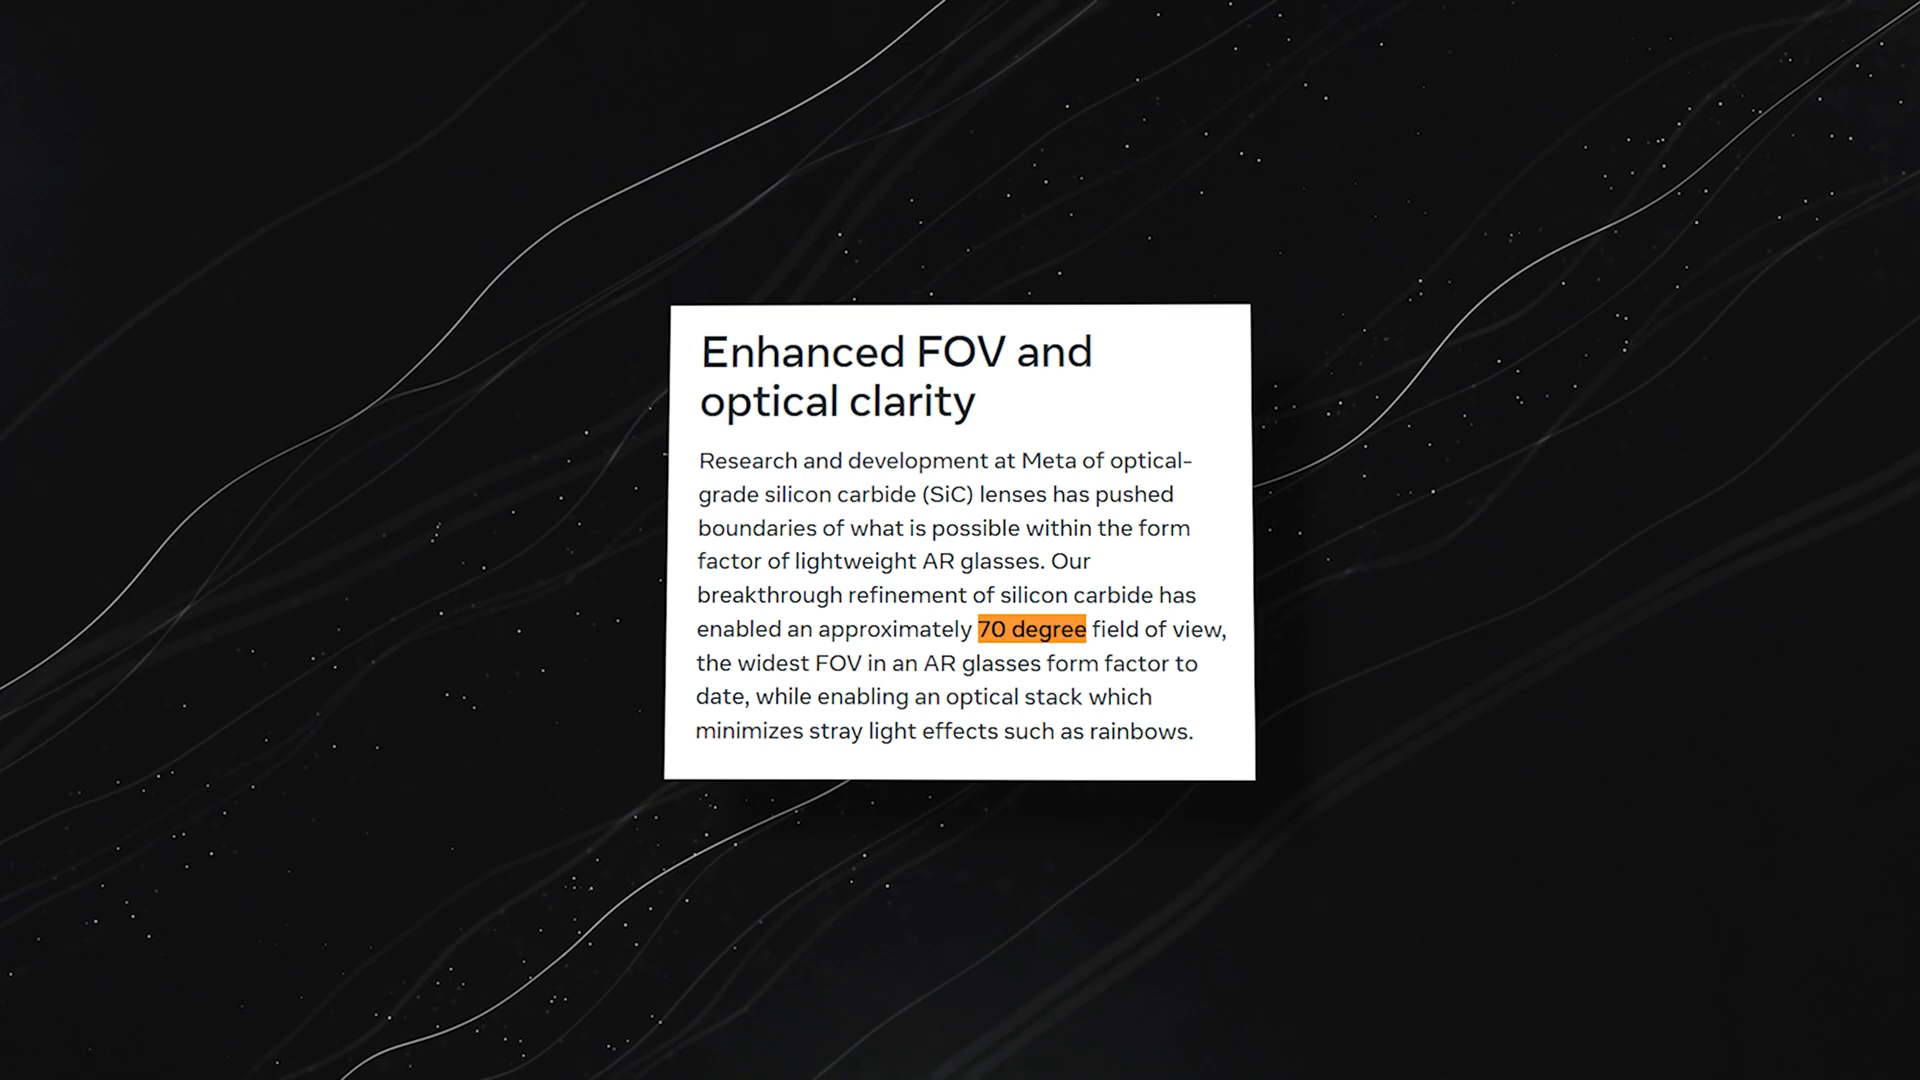 Enhanced FOV and
optical clarity
Research and development at Meta of optical-
grade silicon carbide (SiC) lenses has pushed
boundaries of what is possible within the form
factor of lightweight AR glasses. Our
breakthrough refinement of silicon carbide has
enabled an approximately 70 degree field of view,
the widest FOV in an AR glasses form factor to
date, while enabling an optical stack which
minimizes stray light effects such as rainbows.